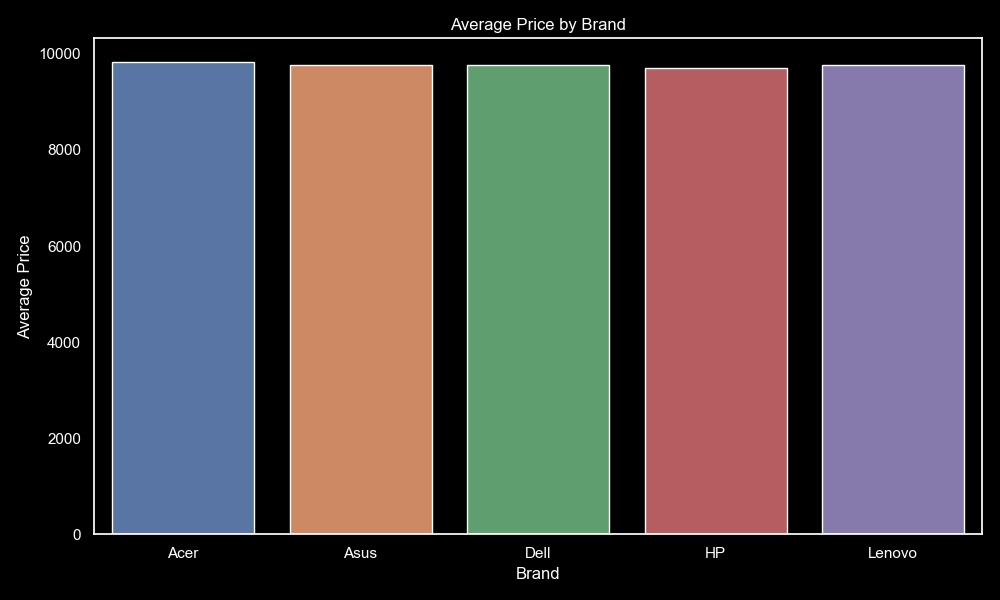 Average Price by Brand
Average Price
10000
8000
6000
4000
2000
0
Acer Asus Dell HP Lenovo
Brand